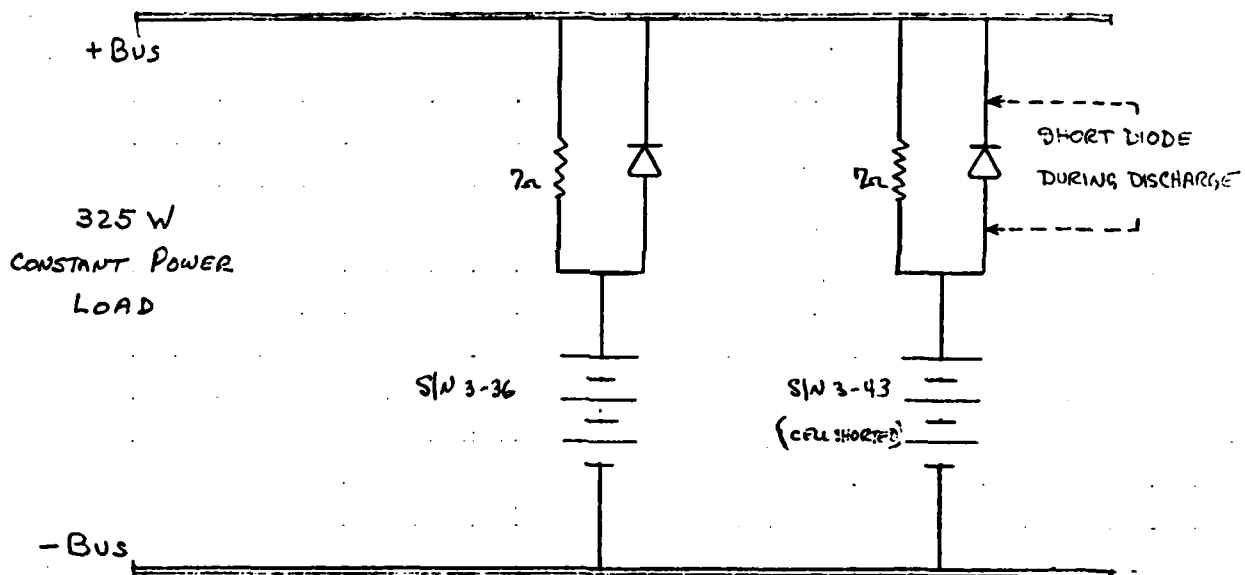 + Bus
SHORT DIODE
DURING DISCHARGE
7Ω
7Ω
325 W
CONSTANT POWER
LOAD
S/N 3-36
S/N 3-43
(CELL SHORTED)
- Bus